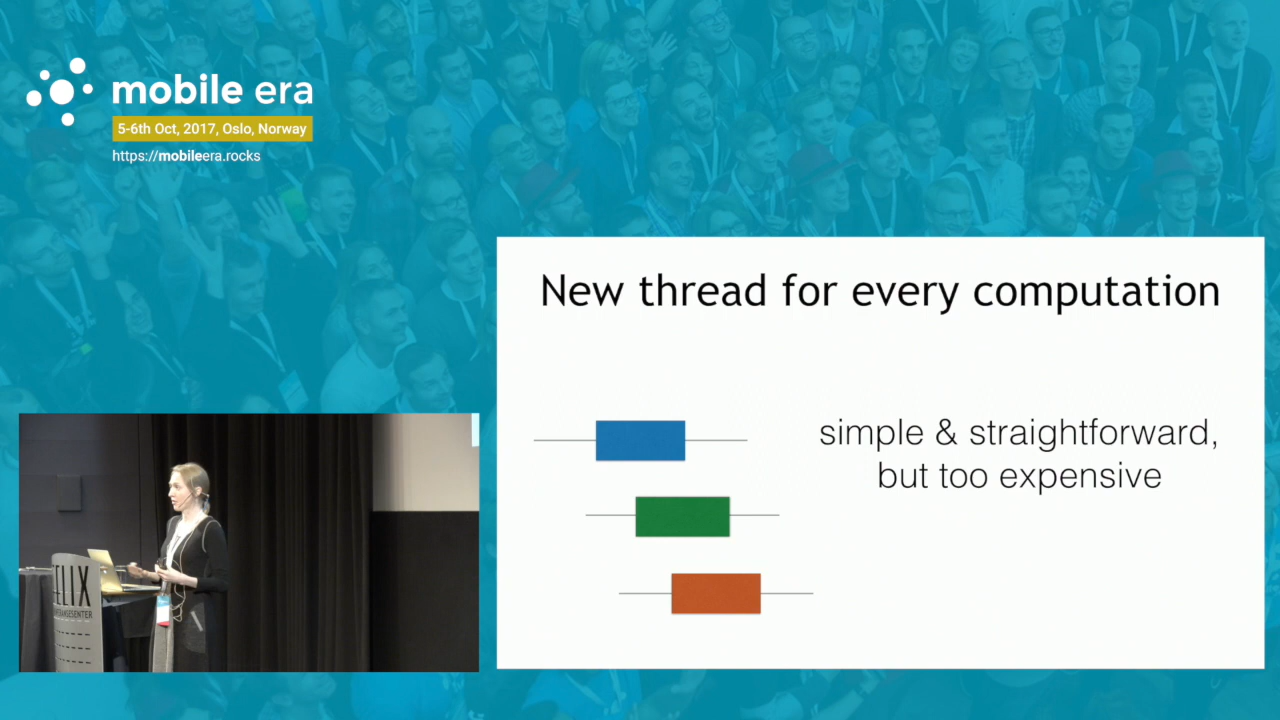 mobile era
5-6th Oct, 2017, Oslo, Norway
https://mobileera.rocks
New thread for every computation
simple & straightforward,
but too expensive